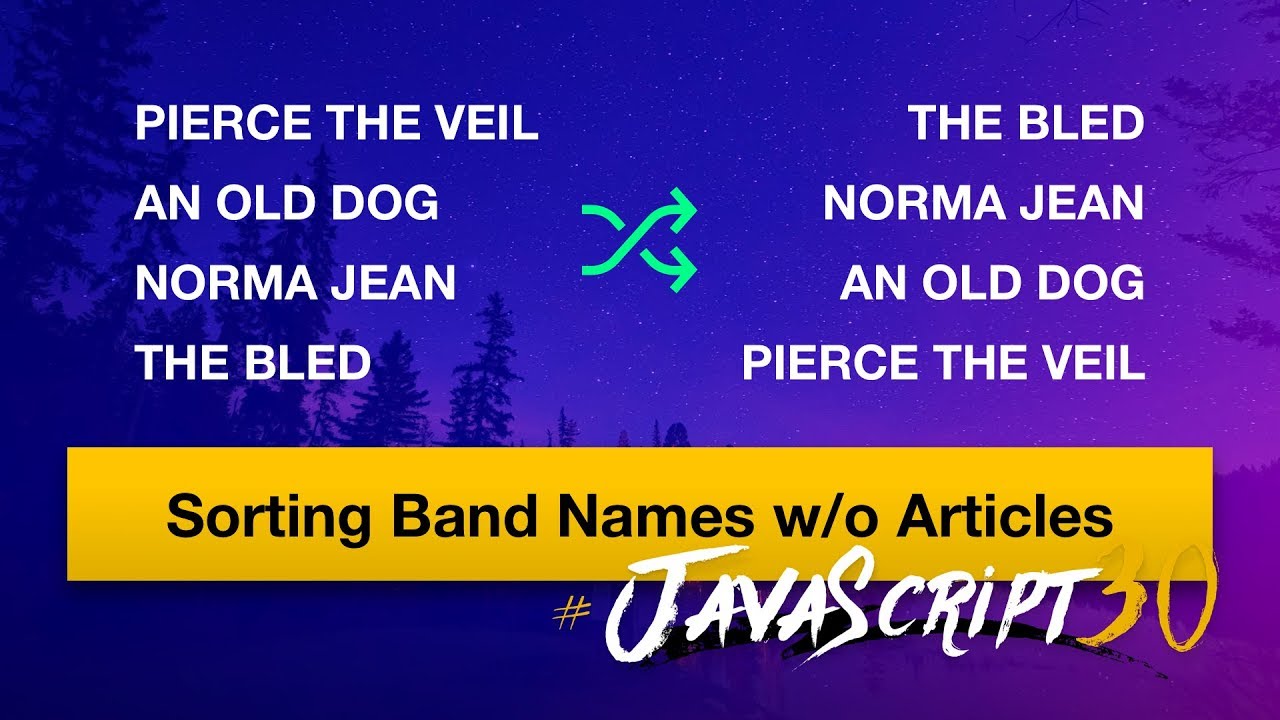 PIERCE THE VEIL
AN OLD DOG
NORMA JEAN
THE BLED
THE BLED
NORMA JEAN
AN OLD DOG
PIERCE THE VEIL
Sorting Band Names w/o Articles
# JAVASCRIPT30